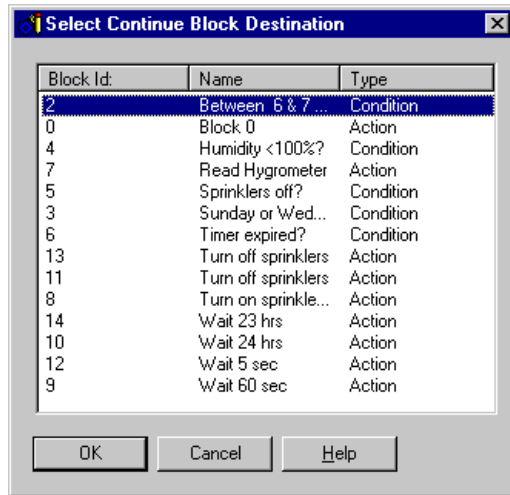 Select Continue Block Destination
Block Id: Name Type
2 Between 6 & 7 ... Condition
0 Block 0 Action
4 Humidity <100%? Condition
7 Read Hygrometer Action
5 Sprinklers off? Condition
3 Sunday or Wed... Condition
6 Timer expired? Condition
13 Turn off sprinklers Action
11 Turn off sprinklers Action
8 Turn on sprinkle... Action
14 Wait 23 hrs Action
10 Wait 24 hrs Action
12 Wait 5 sec Action
9 Wait 60 sec Action
OK Cancel Help